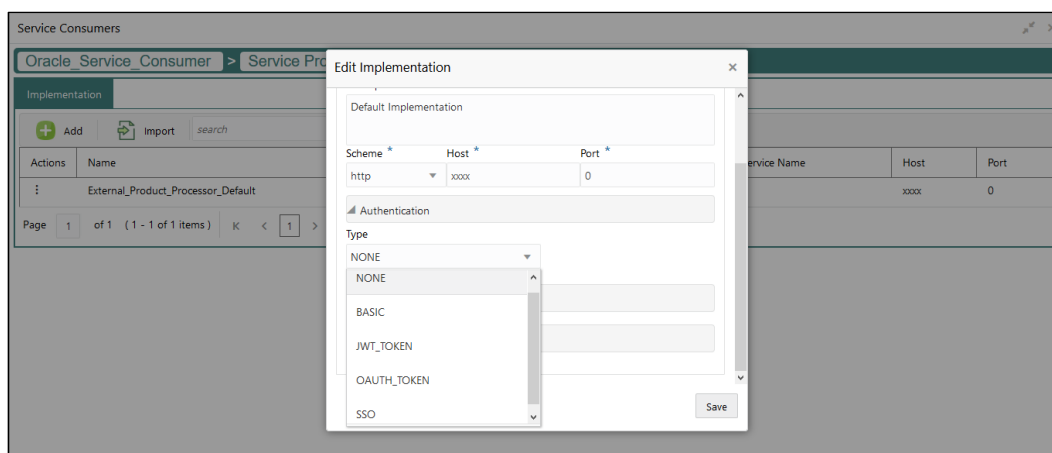 Service Consumers
Oracle_Service_Consumer > Service Pro
Edit Implementation
Implementation
Default Implementation
Add Import search
Scheme * Host * Port *
Actions Name ervice Name Host Port
http xxxx 0
External_Product_Processor_Default xxxx 0
Authentication
Page 1 of 1 (1 - 1 of 1 items) K < 1 >
Type
NONE
NONE
BASIC
JWT_TOKEN
OAUTH_TOKEN
SSO
Save